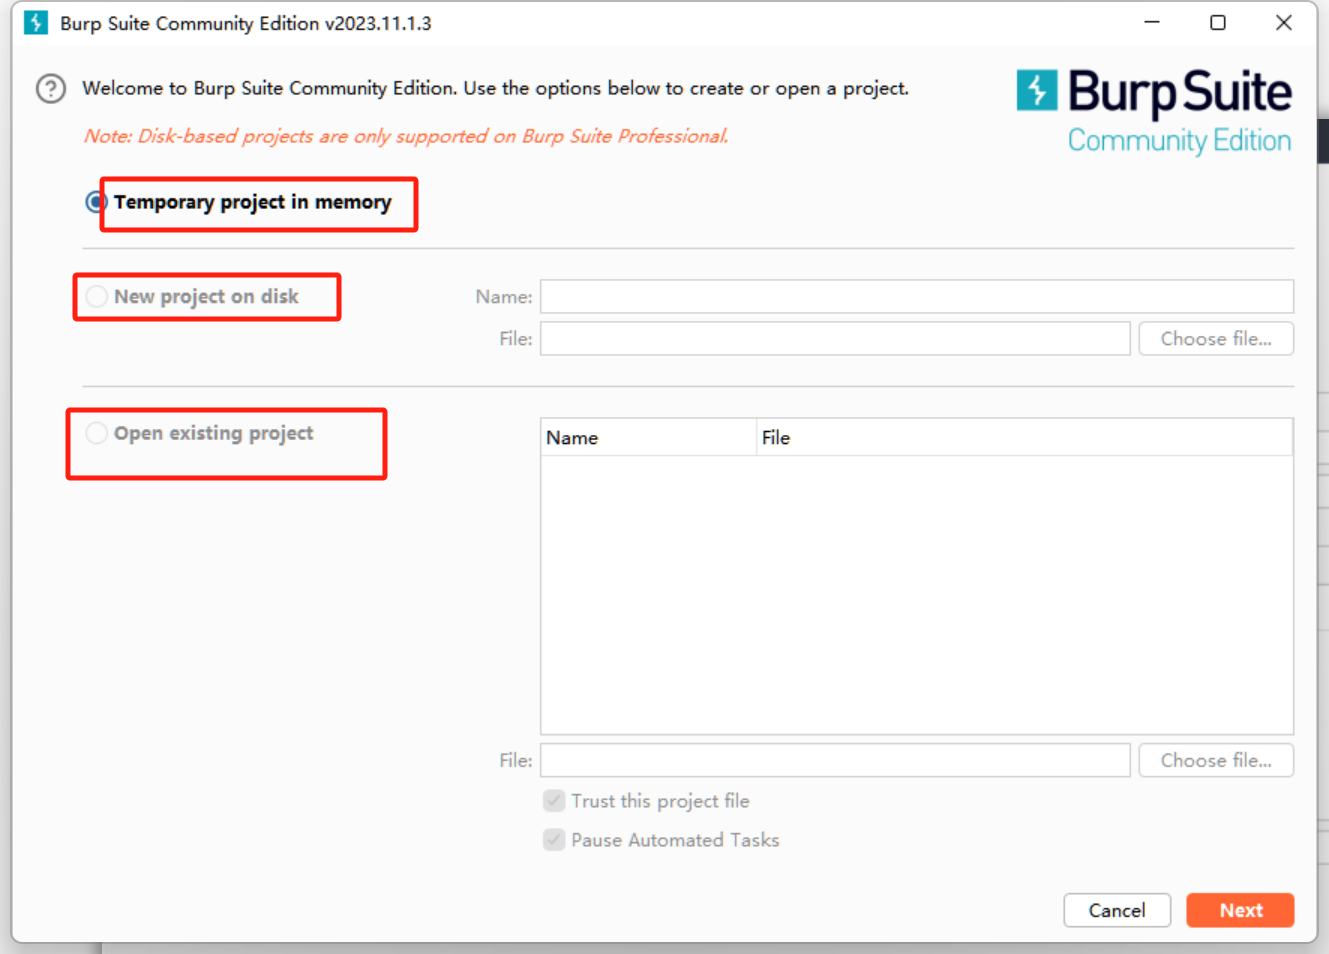 Burp Suite Community Edition v2023.11.1.3
Welcome to Burp Suite Community Edition. Use the options below to create or open a project.
Note: Disk-based projects are only supported on Burp Suite Professional.
Burp Suite
Community Edition
Temporary project in memory
New project on disk
Name:
File:
Choose file...
Open existing project
Name File
File:
Choose file...
Trust this project file
Pause Automated Tasks
Cancel
Next